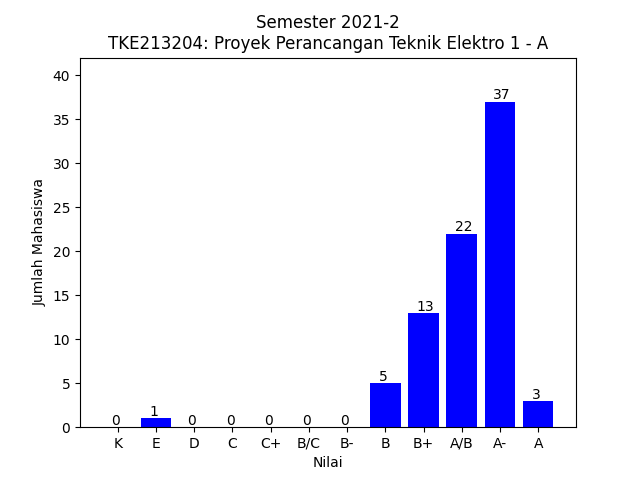 Semester 2021-2
TKE213204: Proyek Perancangan Teknik Elektro 1 - A
Jumlah Mahasiswa
40
35
30
25
20
15
10
5
0
0 1 0 0 0 0 0 5 13 22 37 3
K E D C C+ B/C B- B B+ A/B A- A
Nilai